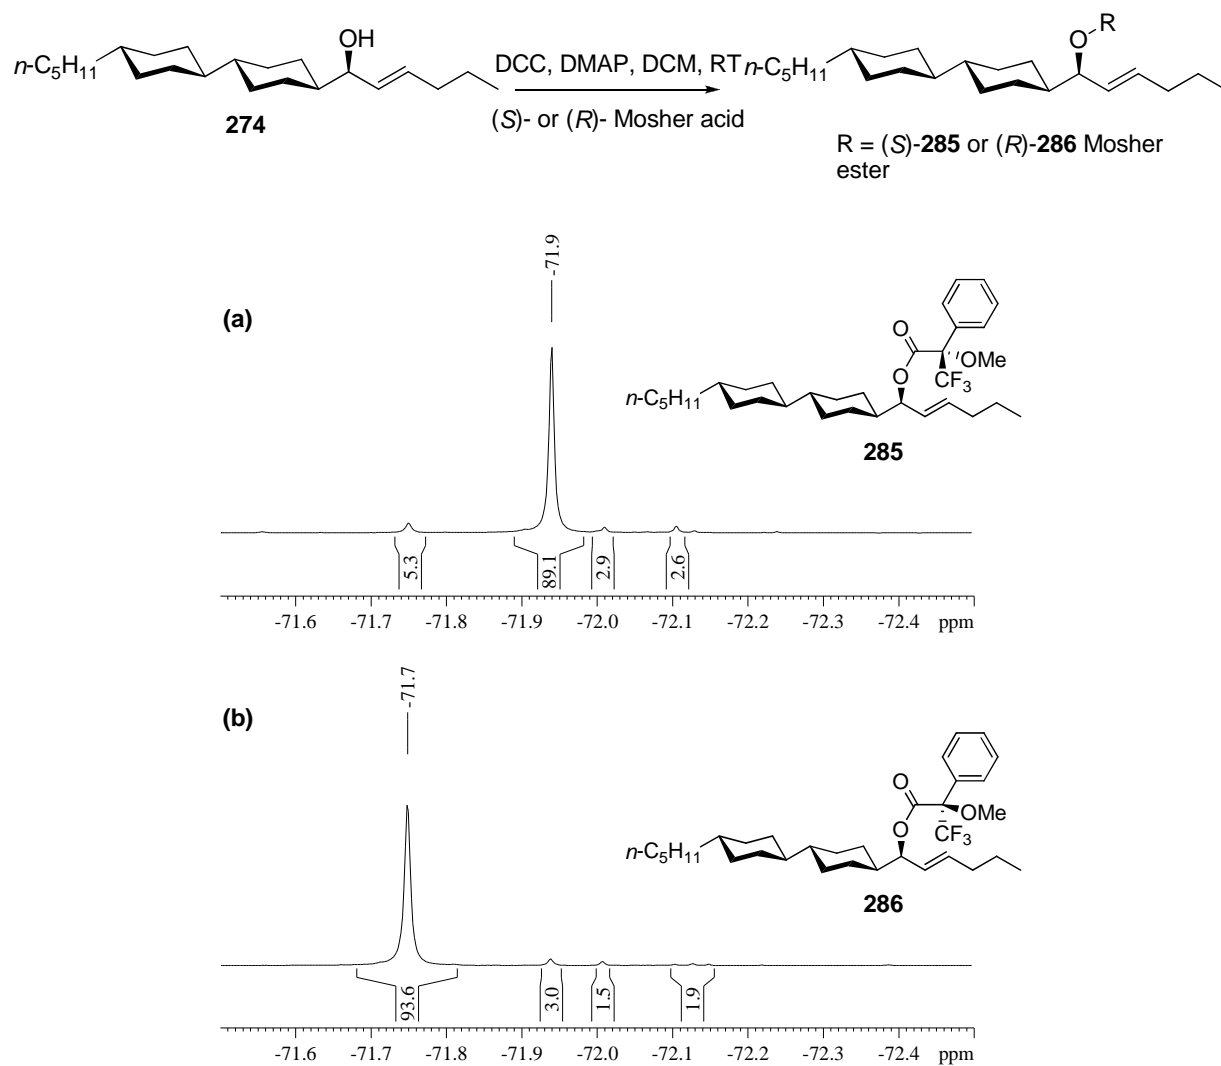 OH
n-C5H11
274
DCC, DMAP, DCM, RT
(S)- or (R)- Mosher acid
R
O
n-C5H11
R = (S)-285 or (R)-286 Mosher
ester
-71.9
(a)
O
OMe
O
CF3
n-C5H11
285
5.3 89.1 2.9 2.6
-71.6 -71.7 -71.8 -71.9 -72.0 -72.1 -72.2 -72.3 -72.4 ppm
-71.7
(b)
O
OMe
O
CF3
n-C5H11
286
93.6 3.0 1.5 1.9
-71.6 -71.7 -71.8 -71.9 -72.0 -72.1 -72.2 -72.3 -72.4 ppm